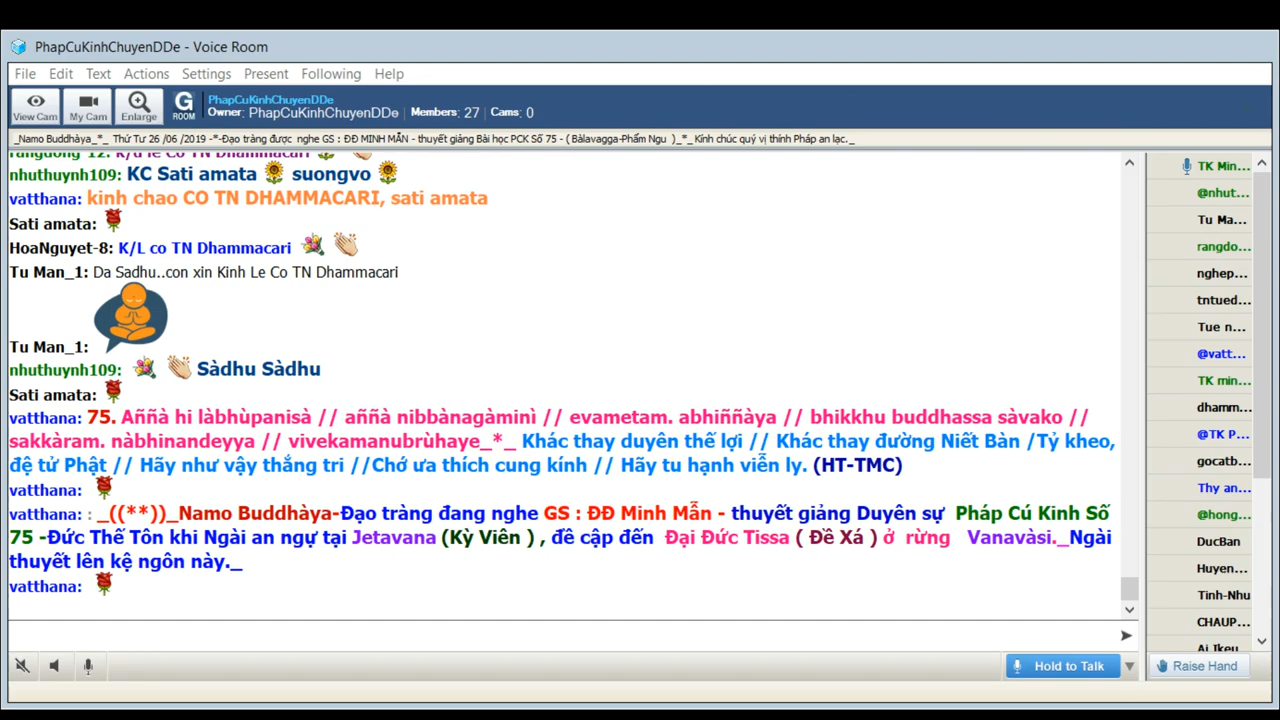 PhapCuKinhChuyenDDe - Voice Room
File Edit Text Actions Settings Present Following Help
View Cam My Cam Enlarge G ROOM PhapCuKinhChuyenDDe
Owner: PhapCuKinhChuyenDDe Members: 27 Cams: 0
_Namo Buddhàya_*_ Thứ Tư 26 /06 /2019 -*-Đạo tràng được nghe GS : ĐĐ MINH MẪN - thuyết giảng Bài học PCK Số 75 - ( Bàlavagga-Phẩm Ngu )_*_Kính chúc quý vị thính Pháp an lạc._
rangdong_12: K/d le Co TN Dhammacari
nhuthuynh109: KC Sati amata suongvo
vatthana: kinh chao CO TN DHAMMACARI, sati amata
Sati amata:
HoaNguyet-8: K/L co TN Dhammacari
Tu Man_1: Da Sadhu..con xin Kinh Le Co TN Dhammacari
Tu Man_1:
nhuthuynh109: Sàdhu Sàdhu
Sati amata:
vatthana: 75. Aññà hi làbhùpanisà // aññà nibbànagàminì // evametam. abhiññàya // bhikkhu buddhassa sàvako //
sakkàram. nàbhinandeyya // vivekamanubrùhaye_*_ Khác thay duyên thế lợi // Khác thay đường Niết Bàn /Tỷ kheo,
đệ tử Phật // Hãy như vậy thắng tri //Chớ ưa thích cung kính // Hãy tu hạnh viễn ly. (HT-TMC)
vatthana:
vatthana: : _((**))_Namo Buddhàya-Đạo tràng đang nghe GS : ĐĐ Minh Mẫn - thuyết giảng Duyên sự Pháp Cú Kinh Số
75 -Đức Thế Tôn khi Ngài an ngự tại Jetavana (Kỳ Viên ) , đề cập đến Đại Đức Tissa ( Đề Xá ) ở rừng Vanavàsi._Ngài
thuyết lên kệ ngôn này._
vatthana:
TK Min...
@nhut...
Tu Ma...
rangdo...
nghep...
tntued...
Tue n...
@vatt...
TK min...
dhamm...
@TK P...
gocatb...
Thy an...
@hong...
DucBan
Huyen...
Tinh-Nhu
CHAUP...
Hold to Talk
Raise Hand